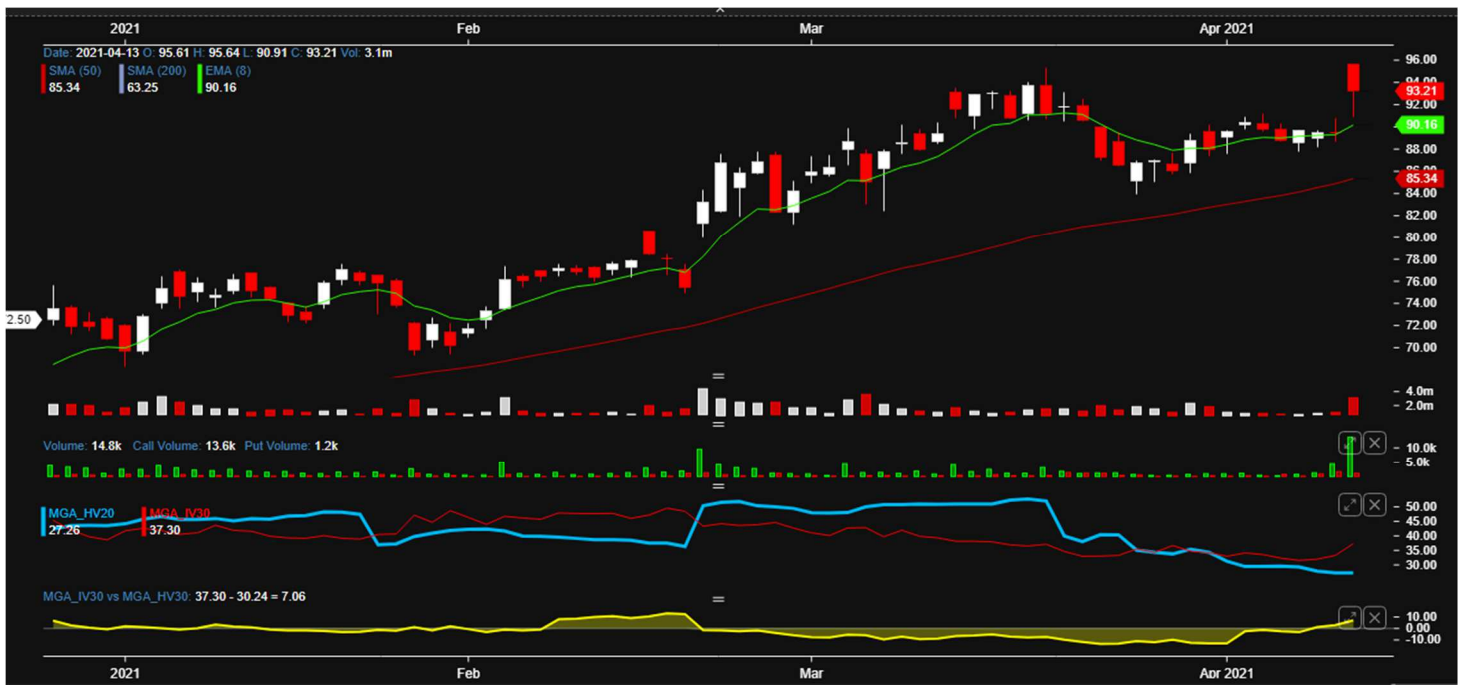 2021 Feb Mar Apr 2021
Date: 2021-04-13 O: 95.61 H: 95.64 L: 90.91 C: 93.21 Vol: 3.1m
SMA (50) SMA (200) EMA (8)
85.34 63.25 90.16
96.00
94.00
93.21
92.00
90.16
88.00
86.00
85.34
84.00
82.00
80.00
78.00
76.00
74.00
2.50
72.00
70.00
4.0m
2.0m
Volume: 14.8k Call Volume: 13.6k Put Volume: 1.2k
10.0k
5.0k
MGA_HV20 MGA_IV30
27.26 37.30
50.00
45.00
40.00
35.00
30.00
MGA_IV30 vs MGA_HV30: 37.30 - 30.24 = 7.06
10.00
0.00
-10.00
2021 Feb Mar Apr 2021